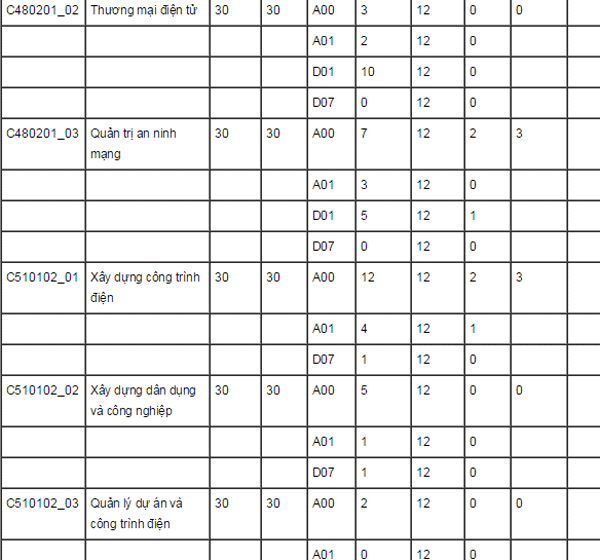 C480201_02 Thương mại điện tử 30 30 A00 3 12 0 0
A01 2 12 0
D01 10 12 0
D07 0 12 0
C480201_03 Quản trị an ninh 30 30 A00 7 12 2 3
mạng
A01 3 12 0
D01 5 12 1
D07 0 12 0
C510102_01 Xây dựng công trình 30 30 A00 12 12 2 3
điện
A01 4 12 1
D07 1 12 0
C510102_02 Xây dựng dân dụng 30 30 A00 5 12 0 0
và công nghiệp
A01 1 12 0
D07 1 12 0
C510102_03 Quản lý dự án và 30 30 A00 2 12 0 0
công trình điện
A01 0 12 0